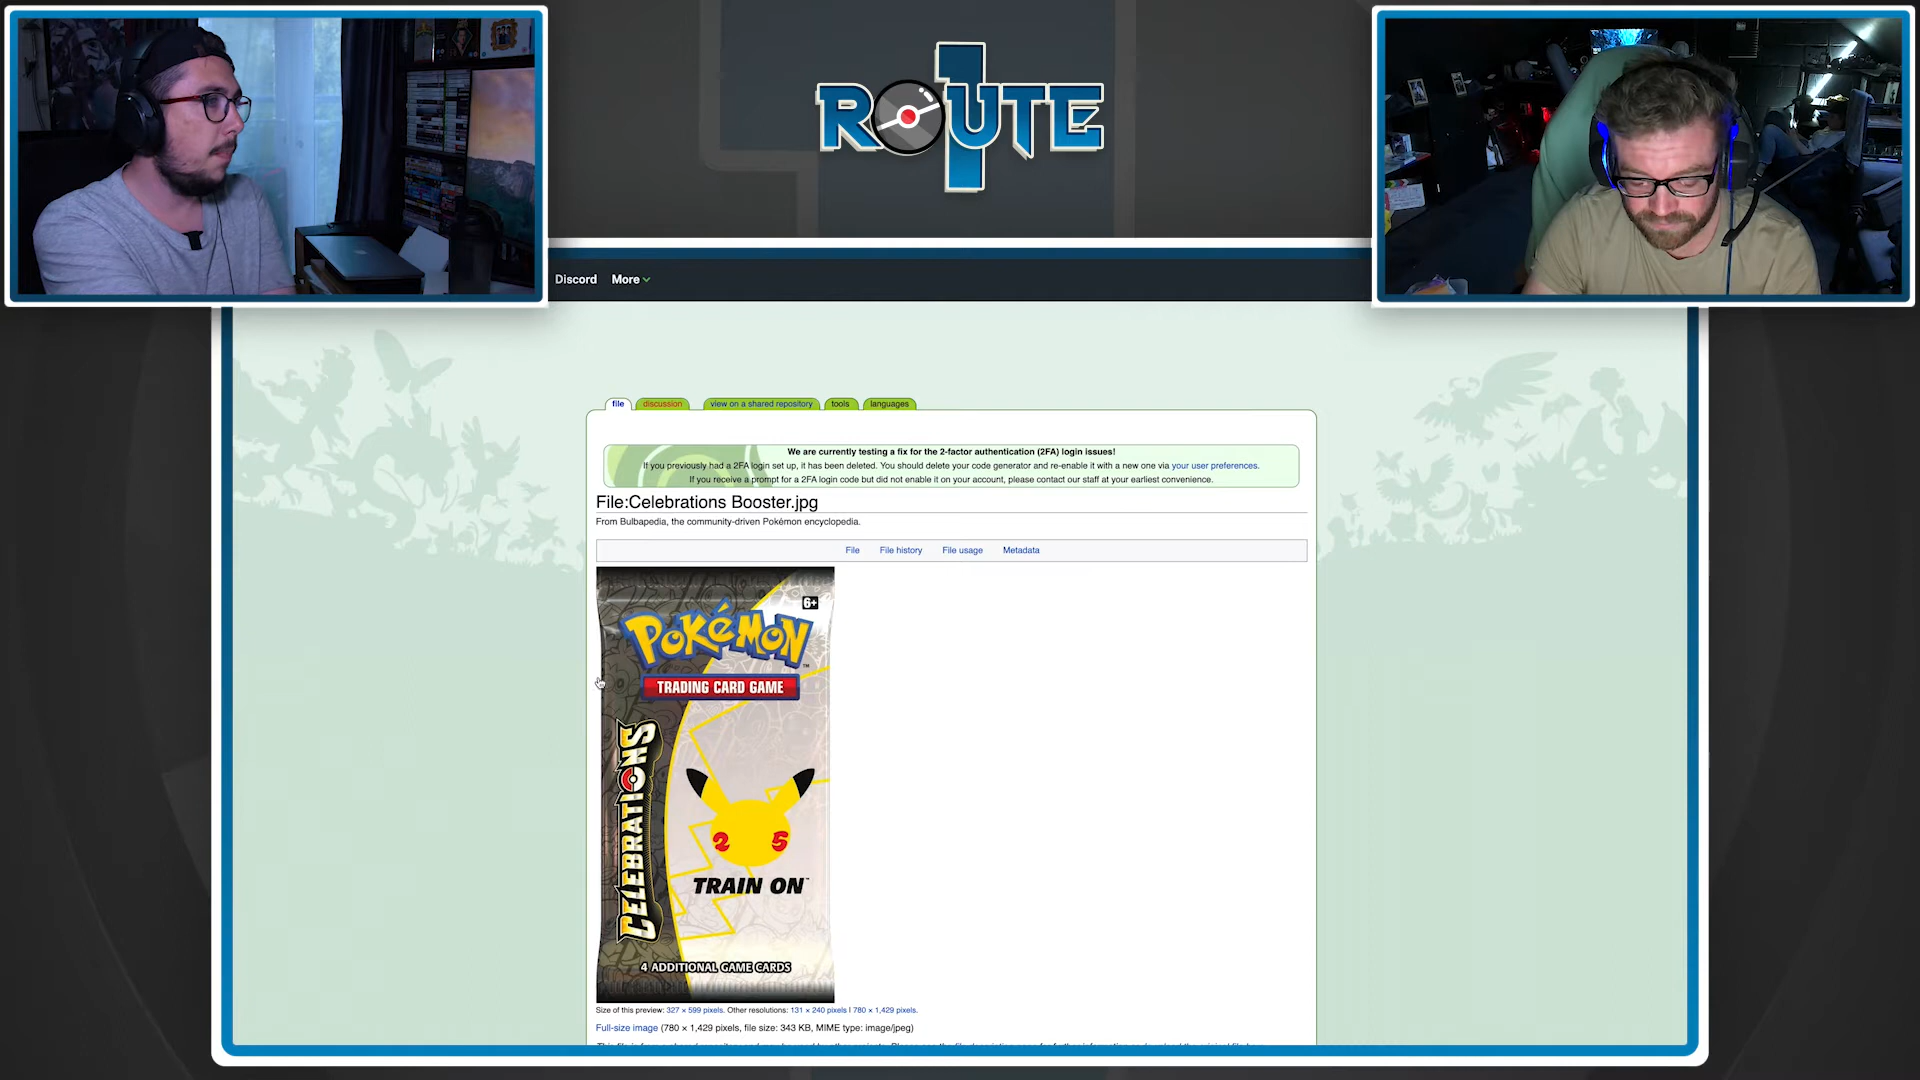 ROUTE 1
Discord More
file discussion view on a shared repository tools languages
We are currently testing a fix for the 2-factor authentication (2FA) login issues!
If you previously had a 2FA login set up, it has been deleted. You should delete your code generator and re-enable it with a new one via your user preferences.
If you receive a prompt for a 2FA login code but did not enable it on your account, please contact our staff at your earliest convenience.
File:Celebrations Booster.jpg
From Bulbapedia, the community-driven Pokémon encyclopedia.
File File history File usage Metadata
6+
POKéMON
TM
TRADING CARD GAME
CELEBRATIONS
2 5
TRAIN ON™
4 ADDITIONAL GAME CARDS
Size of this preview: 327 × 599 pixels. Other resolutions: 131 × 240 pixels | 780 × 1,429 pixels.
Full-size image (780 × 1,429 pixels, file size: 343 KB, MIME type: image/jpeg)